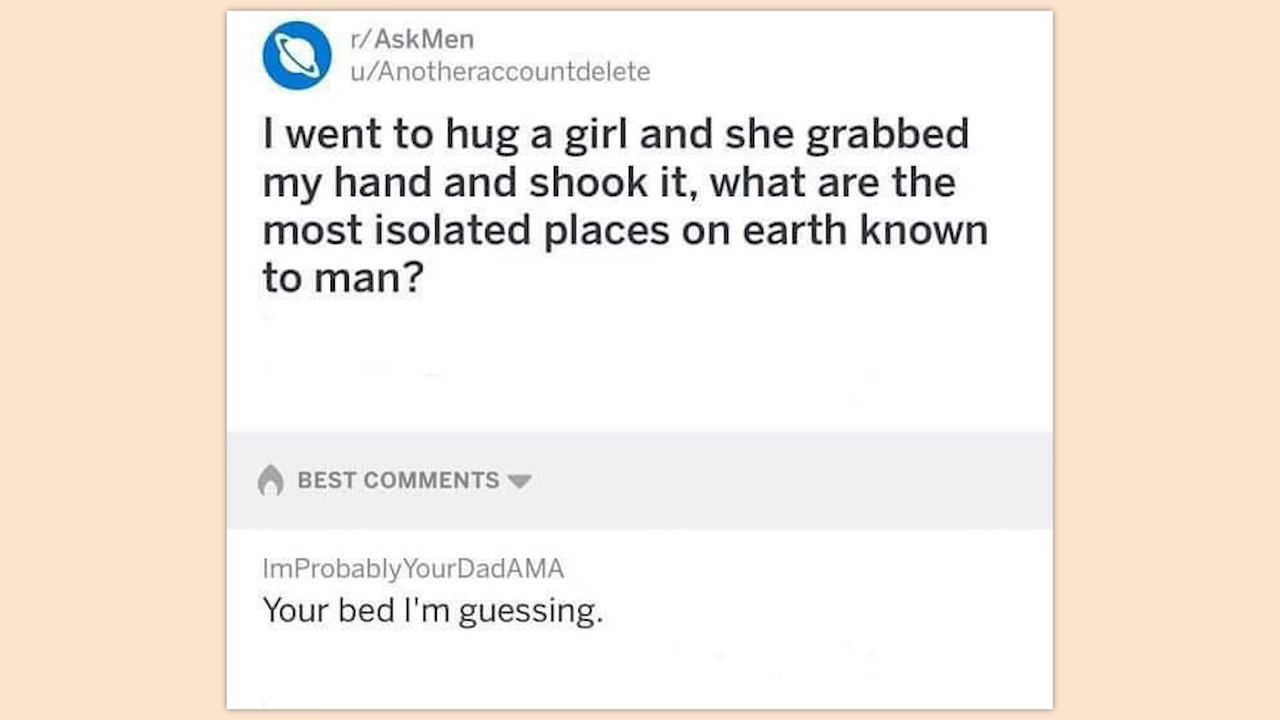 r/AskMen
u/Anotheraccountdelete
I went to hug a girl and she grabbed
my hand and shook it, what are the
most isolated places on earth known
to man?
BEST COMMENTS
ImProbablyYourDadAMA
Your bed I'm guessing.